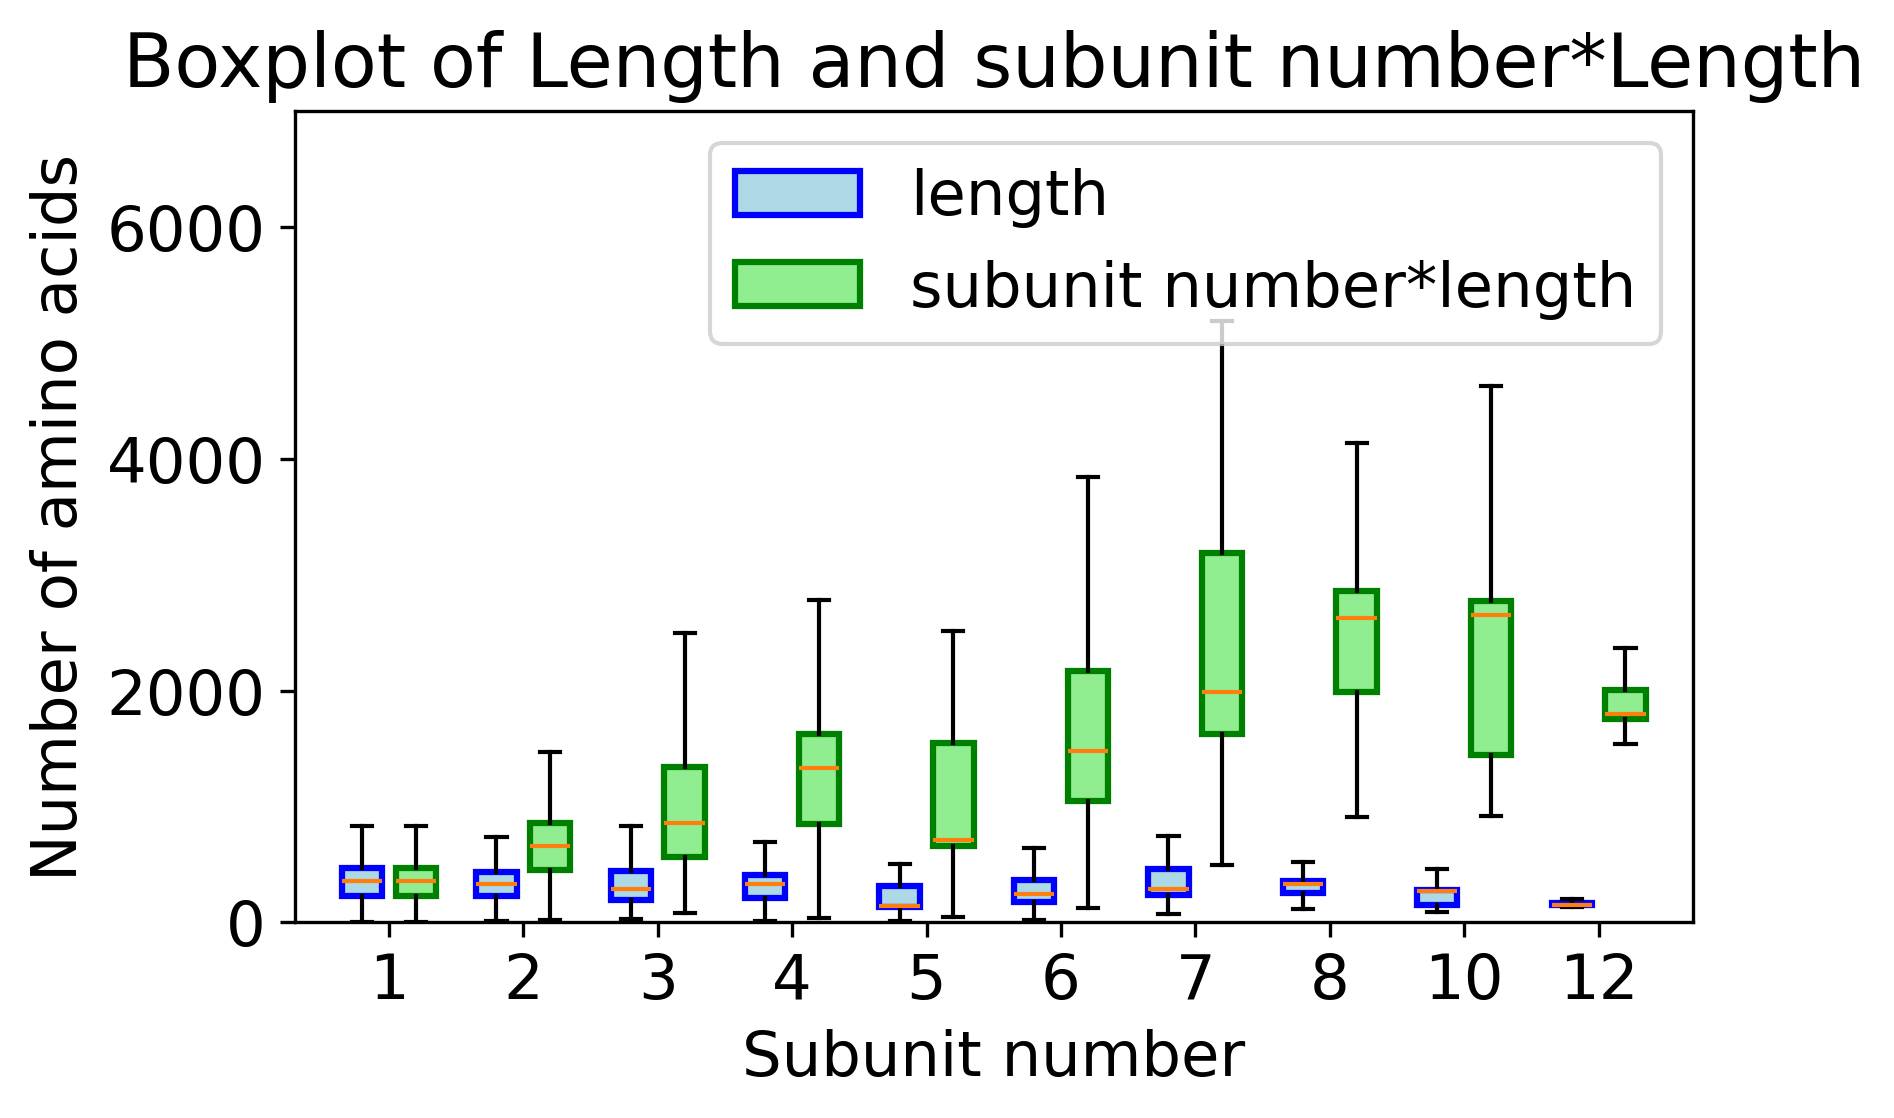 Boxplot of Length and subunit number*Length
length
subunit number*length
Number of amino acids
6000
4000
2000
0
1 2 3 4 5 6 7 8 10 12
Subunit number